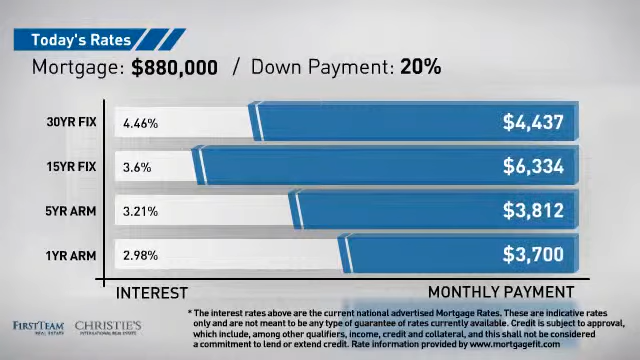 Today's Rates
Mortgage: $880,000 / Down Payment: 20%
30YR FIX 4.46% $4,437
15YR FIX 3.6% $6,334
5YR ARM 3.21% $3,812
1YR ARM 2.98% $3,700
INTEREST MONTHLY PAYMENT
* The interest rates above are the current national advertised Mortgage Rates. These are indicative rates
only and are not meant to be any type of guarantee of rates currently available. Credit is subject to approval,
which include, among other qualifiers, income, credit and collateral, and this shall not be considered
a commitment to lend or extend credit. Rate information provided by www.mortgagefit.com
FIRSTTEAM CHRISTIE'S
REAL ESTATE INTERNATIONAL REAL ESTATE